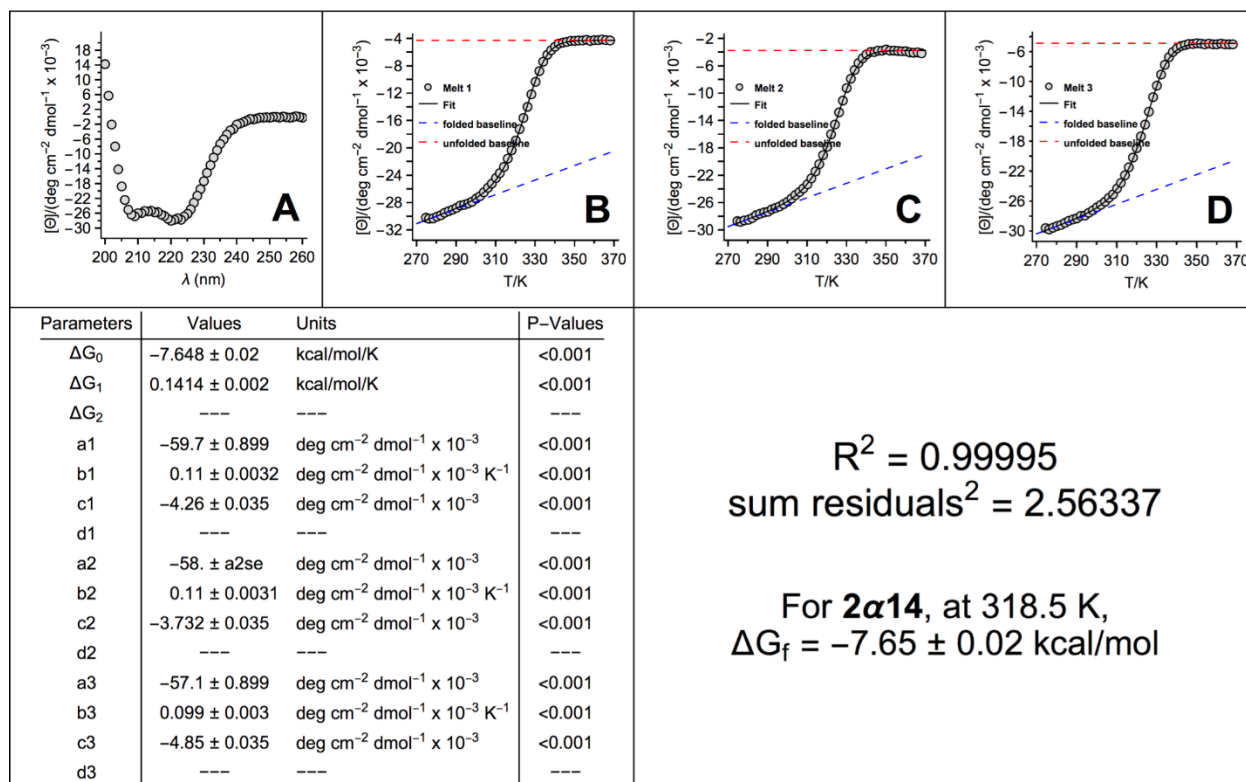 [Θ]/(deg cm⁻² dmol⁻¹ x 10⁻³)
18
14
10
6
2
−2
−6
−10
−14
−18
−22
−26
−30
200 210 220 230 240 250 260
λ (nm)
A
[Θ]/(deg cm⁻² dmol⁻¹ x 10⁻³)
−4
−8
−12
−16
−20
−24
−28
−32
Melt 1
Fit
folded baseline
unfolded baseline
270 290 310 330 350 370
T/K
B
[Θ]/(deg cm⁻² dmol⁻¹ x 10⁻³)
−2
−6
−10
−14
−18
−22
−26
−30
Melt 2
Fit
folded baseline
unfolded baseline
270 290 310 330 350 370
T/K
C
[Θ]/(deg cm⁻² dmol⁻¹ x 10⁻³)
−6
−10
−14
−18
−22
−26
−30
Melt 3
Fit
folded baseline
unfolded baseline
270 290 310 330 350 370
T/K
D
Parameters Values Units P−Values
ΔG₀ −7.648 ± 0.02 kcal/mol/K <0.001
ΔG₁ 0.1414 ± 0.002 kcal/mol/K <0.001
ΔG₂ −−− −−− −−−
a1 −59.7 ± 0.899 deg cm⁻² dmol⁻¹ x 10⁻³ <0.001
b1 0.11 ± 0.0032 deg cm⁻² dmol⁻¹ x 10⁻³ K⁻¹ <0.001
c1 −4.26 ± 0.035 deg cm⁻² dmol⁻¹ x 10⁻³ <0.001
d1 −−− −−− −−−
a2 −58. ± a2se deg cm⁻² dmol⁻¹ x 10⁻³ <0.001
b2 0.11 ± 0.0031 deg cm⁻² dmol⁻¹ x 10⁻³ K⁻¹ <0.001
c2 −3.732 ± 0.035 deg cm⁻² dmol⁻¹ x 10⁻³ <0.001
d2 −−− −−− −−−
a3 −57.1 ± 0.899 deg cm⁻² dmol⁻¹ x 10⁻³ <0.001
b3 0.099 ± 0.003 deg cm⁻² dmol⁻¹ x 10⁻³ K⁻¹ <0.001
c3 −4.85 ± 0.035 deg cm⁻² dmol⁻¹ x 10⁻³ <0.001
d3 −−− −−− −−−
R² = 0.99995
sum residuals² = 2.56337
For 2α14, at 318.5 K,
ΔG_f = −7.65 ± 0.02 kcal/mol